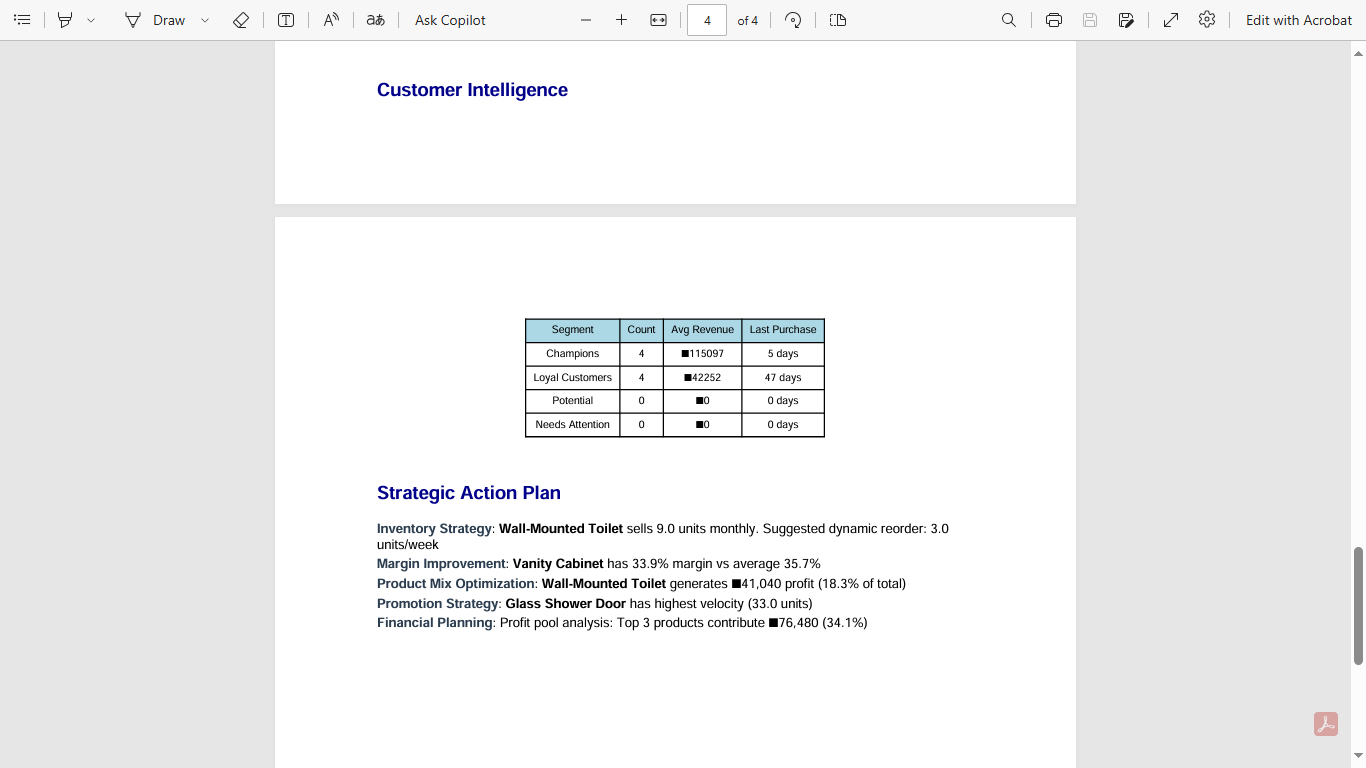 Draw
Ask Copilot
4 of 4
Edit with Acrobat
Customer Intelligence
Segment Count Avg Revenue Last Purchase
Champions 4 ■115097 5 days
Loyal Customers 4 ■42252 47 days
Potential 0 ■0 0 days
Needs Attention 0 ■0 0 days
Strategic Action Plan
Inventory Strategy: Wall-Mounted Toilet sells 9.0 units monthly. Suggested dynamic reorder: 3.0
units/week
Margin Improvement: Vanity Cabinet has 33.9% margin vs average 35.7%
Product Mix Optimization: Wall-Mounted Toilet generates ■41,040 profit (18.3% of total)
Promotion Strategy: Glass Shower Door has highest velocity (33.0 units)
Financial Planning: Profit pool analysis: Top 3 products contribute ■76,480 (34.1%)